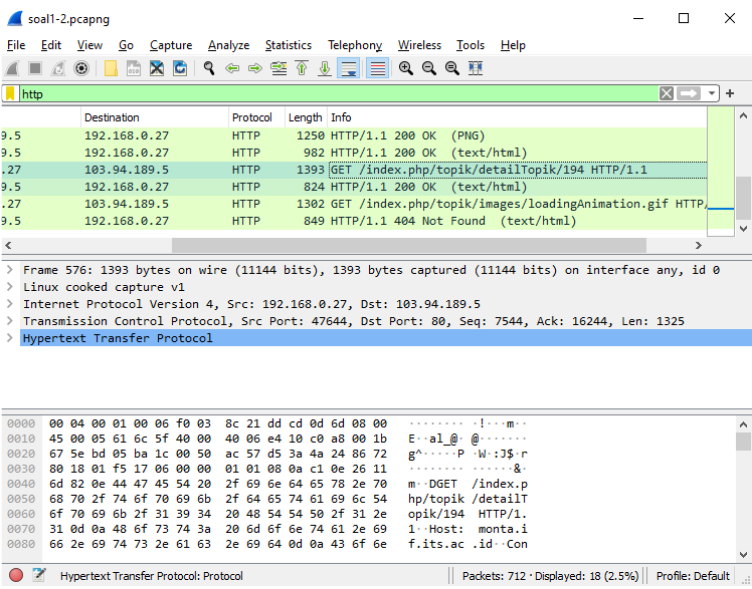 soal1-2.pcapng
File Edit View Go Capture Analyze Statistics Telephony Wireless Tools Help
http
Destination Protocol Length Info
9.5 192.168.0.27 HTTP 1250 HTTP/1.1 200 OK (PNG)
9.5 192.168.0.27 HTTP 982 HTTP/1.1 200 OK (text/html)
.27 103.94.189.5 HTTP 1393 GET /index.php/topik/detailTopik/194 HTTP/1.1
9.5 192.168.0.27 HTTP 824 HTTP/1.1 200 OK (text/html)
.27 103.94.189.5 HTTP 1302 GET /index.php/topik/images/loadingAnimation.gif HTTP/
9.5 192.168.0.27 HTTP 849 HTTP/1.1 404 Not Found (text/html)
Frame 576: 1393 bytes on wire (11144 bits), 1393 bytes captured (11144 bits) on interface any, id 0
Linux cooked capture v1
Internet Protocol Version 4, Src: 192.168.0.27, Dst: 103.94.189.5
Transmission Control Protocol, Src Port: 47644, Dst Port: 80, Seq: 7544, Ack: 16244, Len: 1325
Hypertext Transfer Protocol
0000 00 04 00 01 00 06 f0 03 8c 21 dd cd 0d 6d 08 00 ········ ·!···m··
0010 45 00 05 61 6c 5f 40 00 40 06 e4 10 c0 a8 00 1b E··al_@· @·······
0020 67 5e bd 05 ba 1c 00 50 ac 57 d5 3a 4a 24 86 72 g^·····P ·W·:J$·r
0030 80 18 01 f5 17 06 00 00 01 01 08 0a c1 0e 26 11 ········ ······&·
0040 6d 82 0e 44 47 45 54 20 2f 69 6e 64 65 78 2e 70 m··DGET /index.p
0050 68 70 2f 74 6f 70 69 6b 2f 64 65 74 61 69 6c 54 hp/topik /detailT
0060 6f 70 69 6b 2f 31 39 34 20 48 54 54 50 2f 31 2e opik/194 HTTP/1.
0070 31 0d 0a 48 6f 73 74 3a 20 6d 6f 6e 74 61 2e 69 1··Host: monta.i
0080 66 2e 69 74 73 2e 61 63 2e 69 64 0d 0a 43 6f 6e f.its.ac .id··Con
Hypertext Transfer Protocol: Protocol Packets: 712 · Displayed: 18 (2.5%) Profile: Default